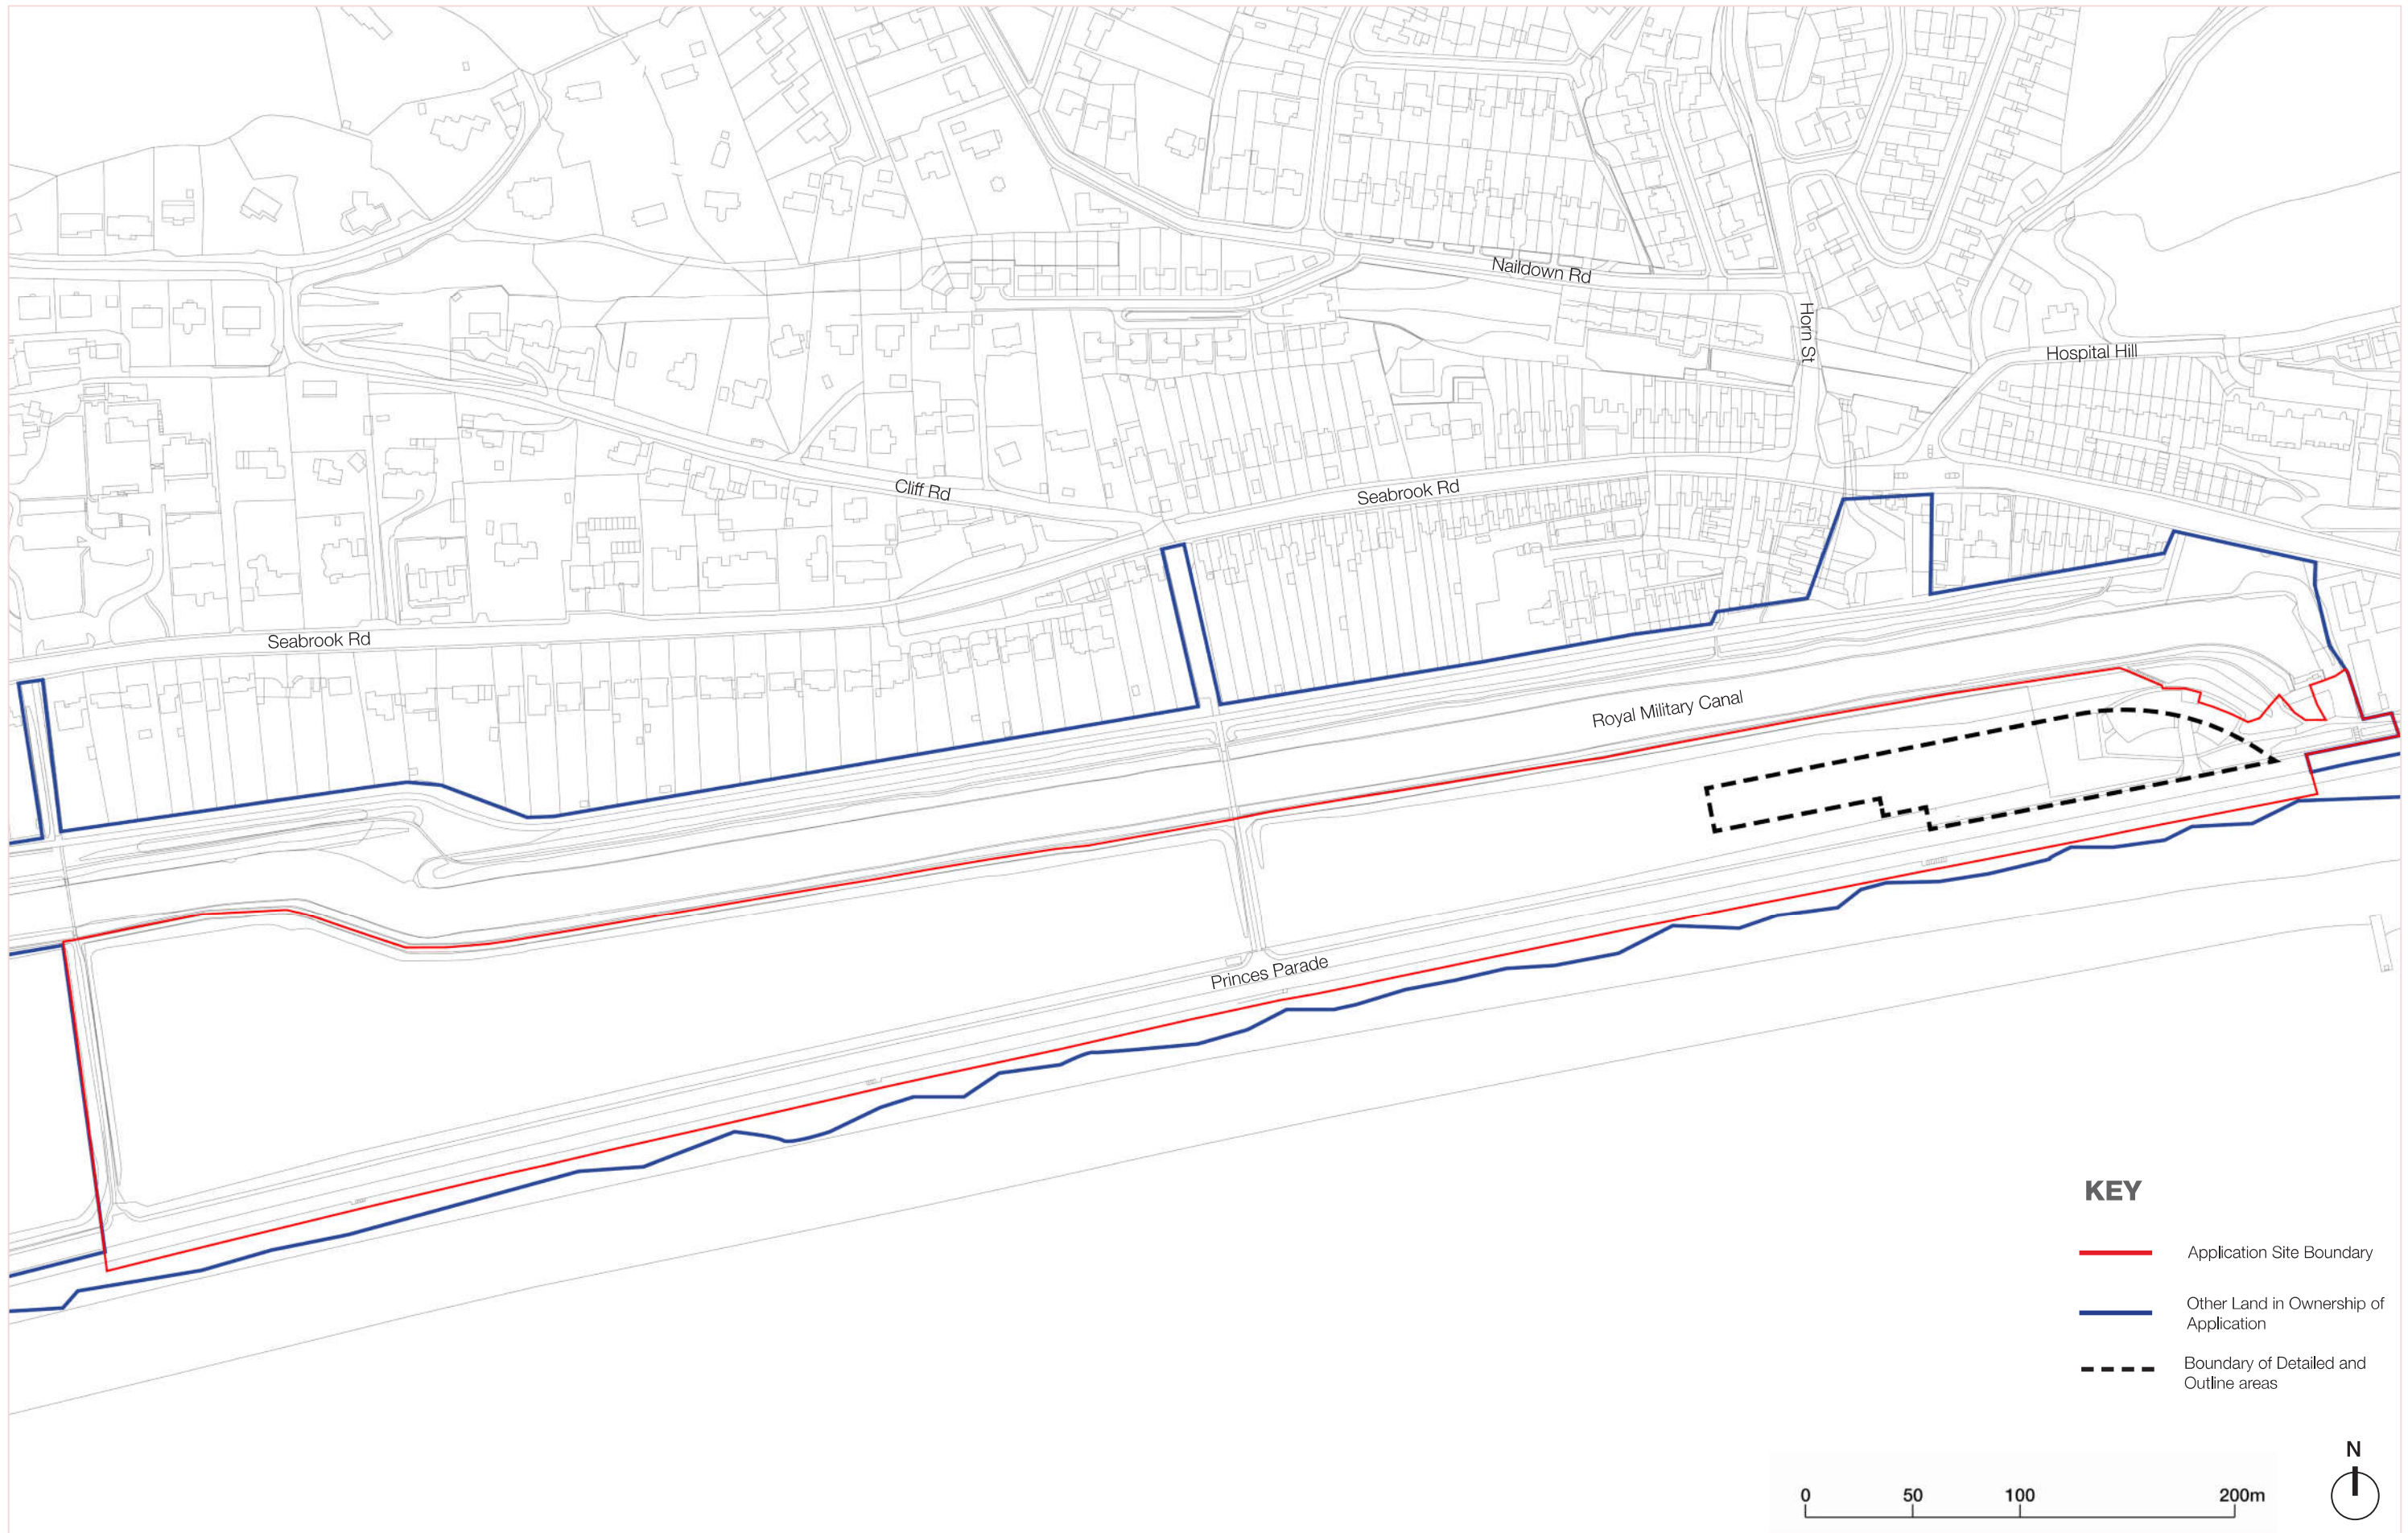 Naildown Rd
Horn St
Hospital Hill
Cliff Rd
Seabrook Rd
Seabrook Rd
Royal Military Canal
Princes Parade
KEY
Application Site Boundary
Other Land in Ownership of
Application
Boundary of Detailed and
Outline areas
N
0 50 100 200m